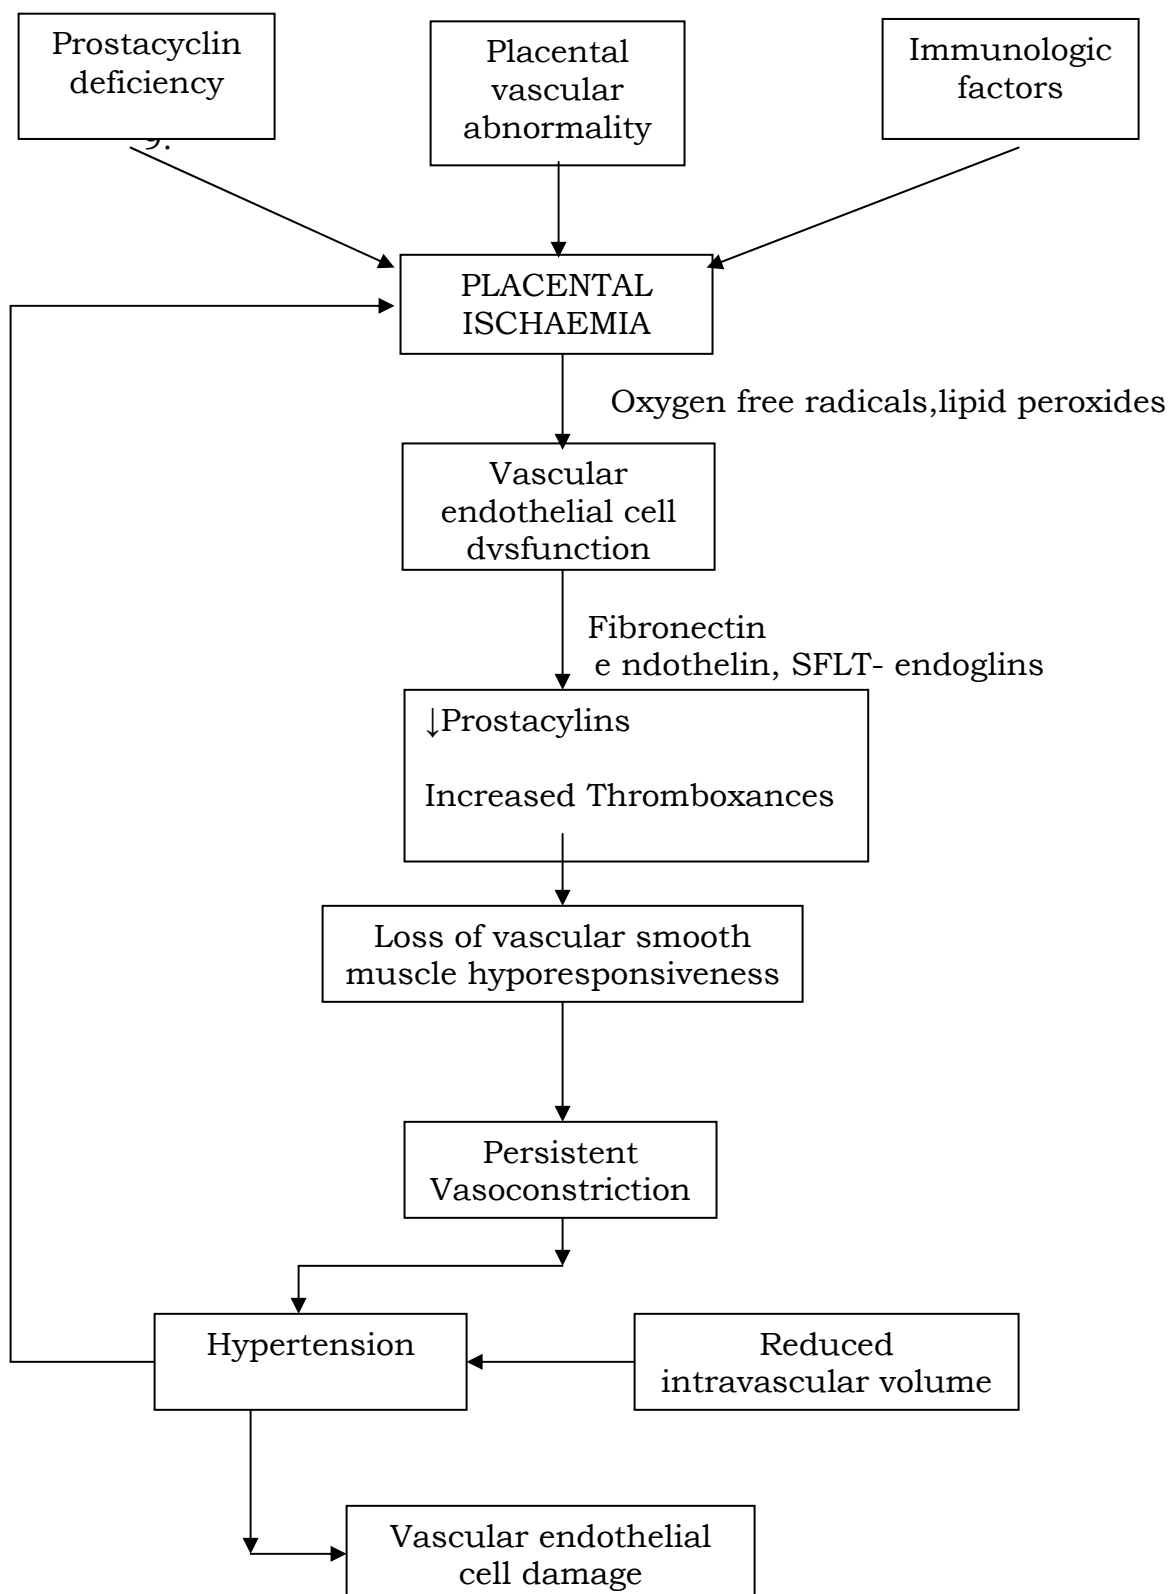 Prostacyclin
deficiency
9.
Placental
vascular
abnormality
Immunologic
factors
PLACENTAL
ISCHAEMIA
Oxygen free radicals,lipid peroxides
Vascular
endothelial cell
dysfunction
Fibronectin
e ndothelin, SFLT- endoglins
↓Prostacylins
Increased Thromboxances
Loss of vascular smooth
muscle hyporesponsiveness
Persistent
Vasoconstriction
Hypertension
Reduced
intravascular volume
Vascular endothelial
cell damage